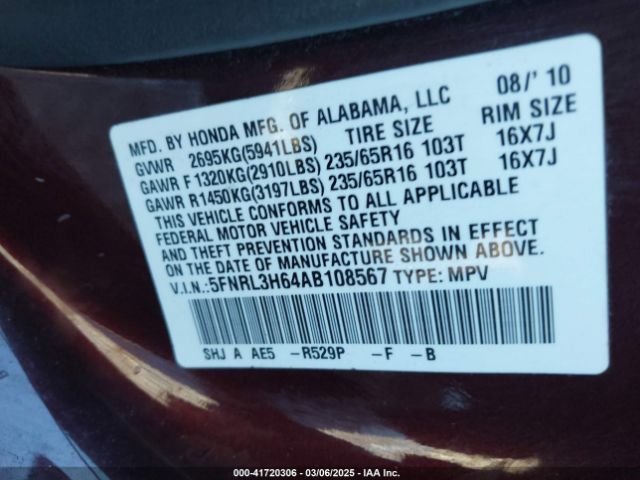 MFD. BY HONDA MFG. OF ALABAMA, LLC 08/' 10
GVWR 2695KG(5941LBS) TIRE SIZE RIM SIZE
GAWR F 1320KG(2910LBS) 235/65R16 103T 16X7J
GAWR R1450KG(3197LBS) 235/65R16 103T 16X7J
THIS VEHICLE CONFORMS TO ALL APPLICABLE
FEDERAL MOTOR VEHICLE SAFETY
AND THEFT PREVENTION STANDARDS IN EFFECT
ON THE DATE OF MANUFACTURE SHOWN ABOVE.
V.I.N.: 5FNRL3H64AB108567 TYPE: MPV
SHJ A AE5 -R529P -F -B
000-41720306 - 03/06/2025 - IAA Inc.